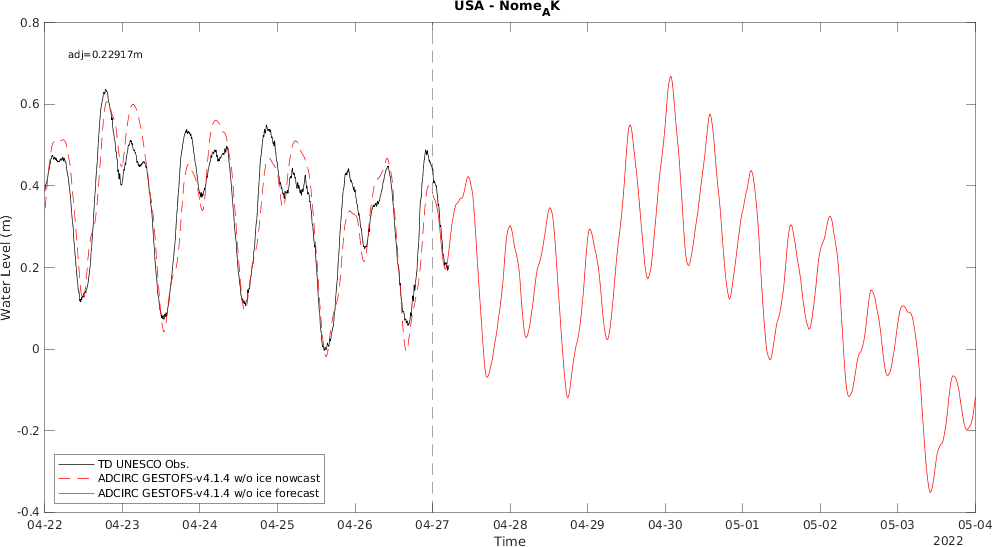 USA - Nome_AK
adj=0.22917m
0.8
0.6
0.4
0.2
0
-0.2
-0.4
Water Level (m)
TD UNESCO Obs.
ADCIRC GESTOFS-v4.1.4 w/o ice nowcast
ADCIRC GESTOFS-v4.1.4 w/o ice forecast
04-22 04-23 04-24 04-25 04-26 04-27 04-28 04-29 04-30 05-01 05-02 05-03 05-04
Time
2022